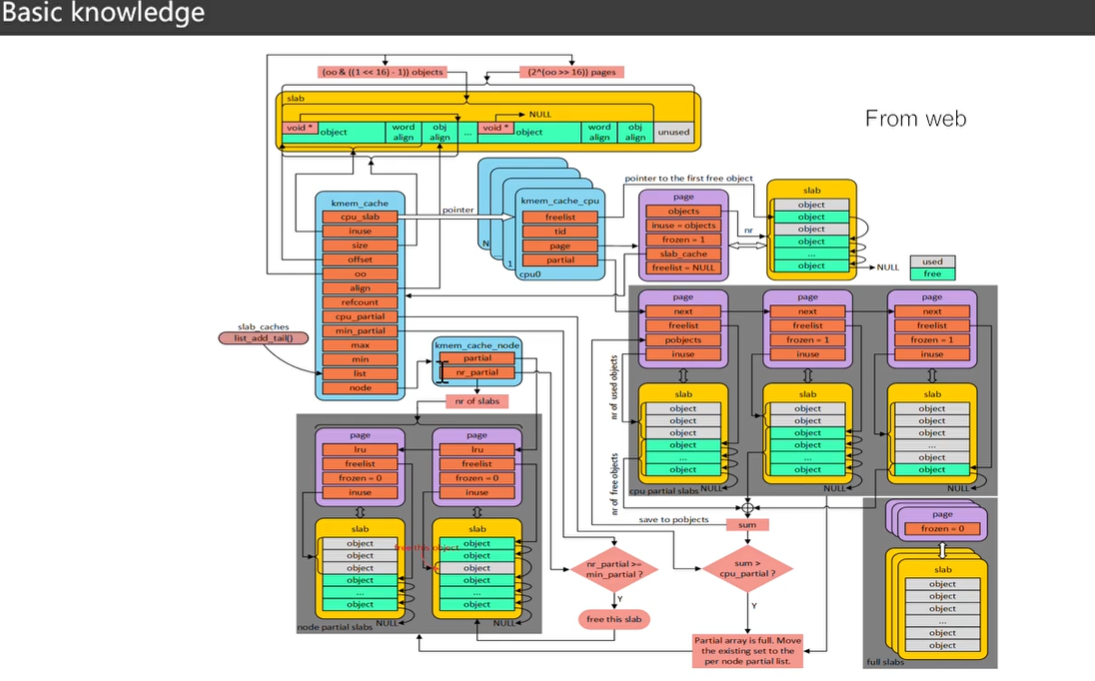 Basic knowledge
From web
(oo & ((1 << 16) - 1)) objects
(2^(oo >> 16)) pages
slab
NULL
void *
object
word
align
obj
align
...
void *
object
word
align
obj
align
unused
kmem_cache
cpu_slab
inuse
size
offset
oo
align
refcount
cpu_partial
min_partial
max
min
list
node
slab_caches
list_add_tail()
pointer
kmem_cache_cpu
freelist
tid
page
partial
cpu0
1
...
N
pointer to the first free object
page
objects
inuse = objects
frozen = 1
slab_cache
freelist = NULL
nr
slab
object
object
object
object
...
object
NULL
used
free
kmem_cache_node
partial
nr_partial
nr of slabs
page
next
freelist
pobjects
inuse
page
next
freelist
frozen = 1
inuse
page
next
freelist
frozen = 1
inuse
nr of used objects
nr of free objects
slab
object
object
object
object
...
object
NULL
slab
object
object
object
object
...
object
NULL
slab
object
object
object
...
object
object
NULL
cpu partial slabs
page
lru
freelist
frozen = 0
inuse
page
lru
freelist
frozen = 0
inuse
slab
object
object
object
object
...
object
NULL
slab
object
object
object
object
...
object
NULL
free this object
node partial slabs
save to pobjects
sum
nr_partial >=
min_partial ?
Y
free this slab
sum >
cpu_partial ?
Y
Partial array is full. Move
the existing set to the
per node partial list.
page
frozen = 0
slab
object
object
object
...
object
object
full slabs